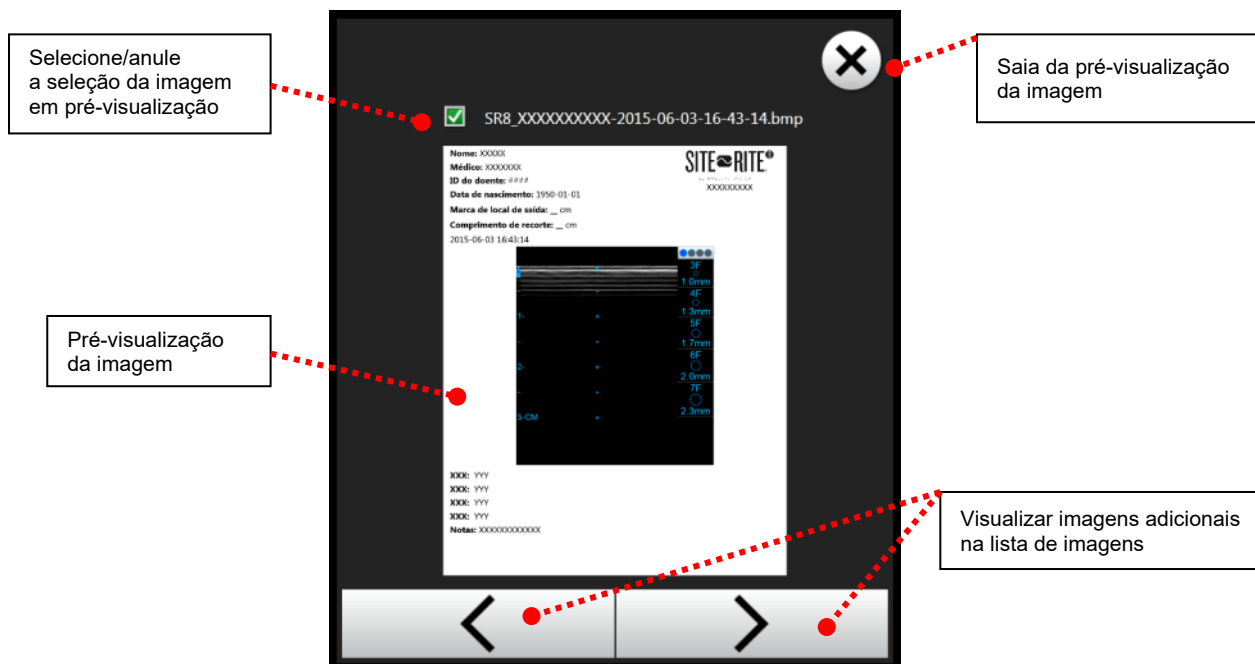 Selecione/anule
a seleção da imagem
em pré-visualização
Saia da pré-visualização
da imagem
SR8_XXXXXXXXXX-2015-06-03-16-43-14.bmp
Nome: XXXXX
SITE RITE®
Médico: XXXXXXX
ID do doente: ####
XXXXXXXXX
Data de nascimento: 1950-01-01
Marca de local de saída: __ cm
Comprimento de recorte: __ cm
2015-06-03 16:43:14
3F
1.0mm
4F
1.3mm
5F
1.7mm
6F
2.0mm
7F
2.3mm
1-
2-
3-CM
Pré-visualização
da imagem
XXX: YYY
XXX: YYY
XXX: YYY
XXX: YYY
Notas: XXXXXXXXXXXX
Visualizar imagens adicionais
na lista de imagens